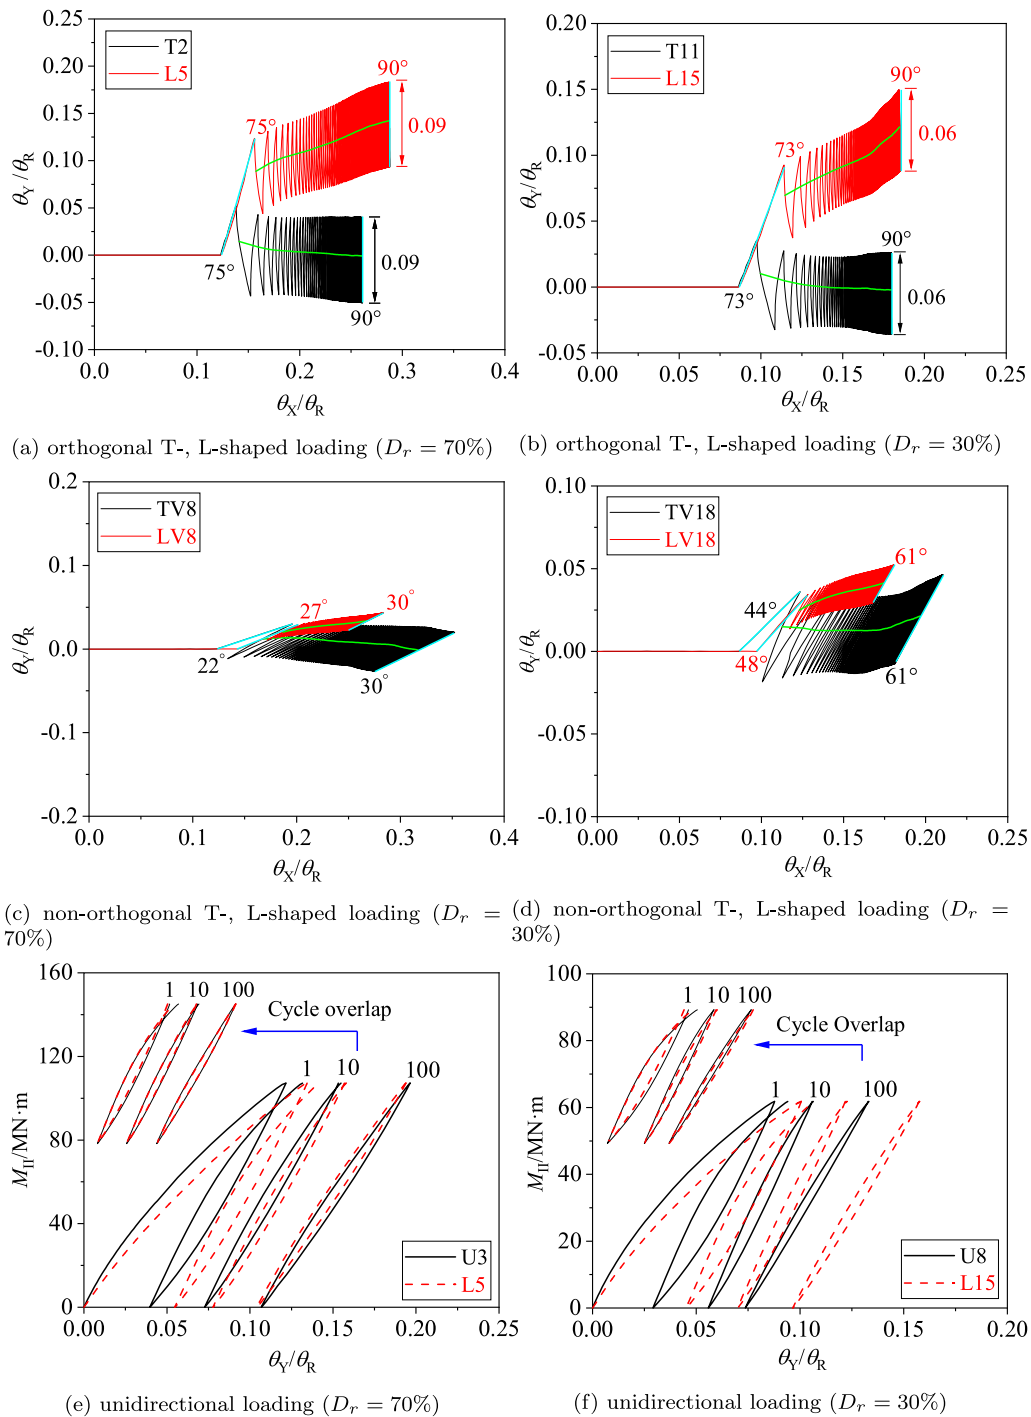 0.25
0.20
0.15
0.10
0.05
0.00
-0.05
-0.10
θY/θR
T2
L5
90°
75°
0.09
75°
0.09
90°
0.0 0.1 0.2 0.3 0.4
θX/θR
(a) orthogonal T-, L-shaped loading (Dr = 70%)
0.20
0.15
0.10
0.05
0.00
-0.05
θY/θR
T11
L15
90°
73°
0.06
90°
73°
0.06
0.00 0.05 0.10 0.15 0.20 0.25
θX/θR
(b) orthogonal T-, L-shaped loading (Dr = 30%)
0.2
0.1
0.0
-0.1
-0.2
θY/θR
TV8
LV8
27°
30°
22°
30°
0.0 0.1 0.2 0.3 0.4
θX/θR
(c) non-orthogonal T-, L-shaped loading (Dr =
70%)
0.10
0.05
0.00
-0.05
-0.10
θY/θR
TV18
LV18
61°
44°
48°
61°
0.00 0.05 0.10 0.15 0.20 0.25
θX/θR
(d) non-orthogonal T-, L-shaped loading (Dr =
30%)
160
120
80
40
0
MII/MN·m
1 10 100
Cycle overlap
1 10 100
U3
L5
0.00 0.05 0.10 0.15 0.20 0.25
θY/θR
(e) unidirectional loading (Dr = 70%)
100
80
60
40
20
0
MII/MN·m
1 10 100
Cycle Overlap
1 10 100
U8
L15
0.00 0.05 0.10 0.15 0.20
θY/θR
(f) unidirectional loading (Dr = 30%)